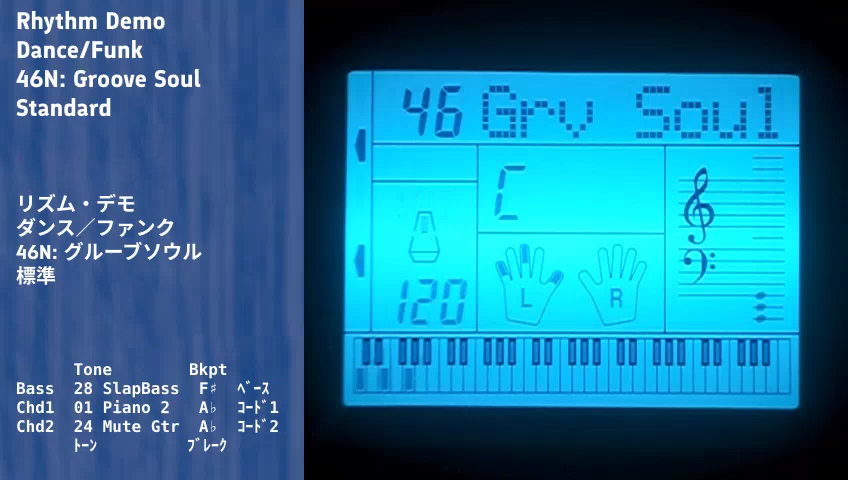 Rhythm Demo
Dance/Funk
46N: Groove Soul
Standard
リズム・デモ
ダンス／ファンク
46N: グルーブソウル
標準
Tone Bkpt
Bass 28 SlapBass F♯ ﾍﾞｰｽ
Chd1 01 Piano 2 A♭ ｺｰﾄﾞ1
Chd2 24 Mute Gtr A♭ ｺｰﾄﾞ2
ﾄｰﾝ ﾌﾞﾚｰｸ
46 Grv Soul
C
120
L R